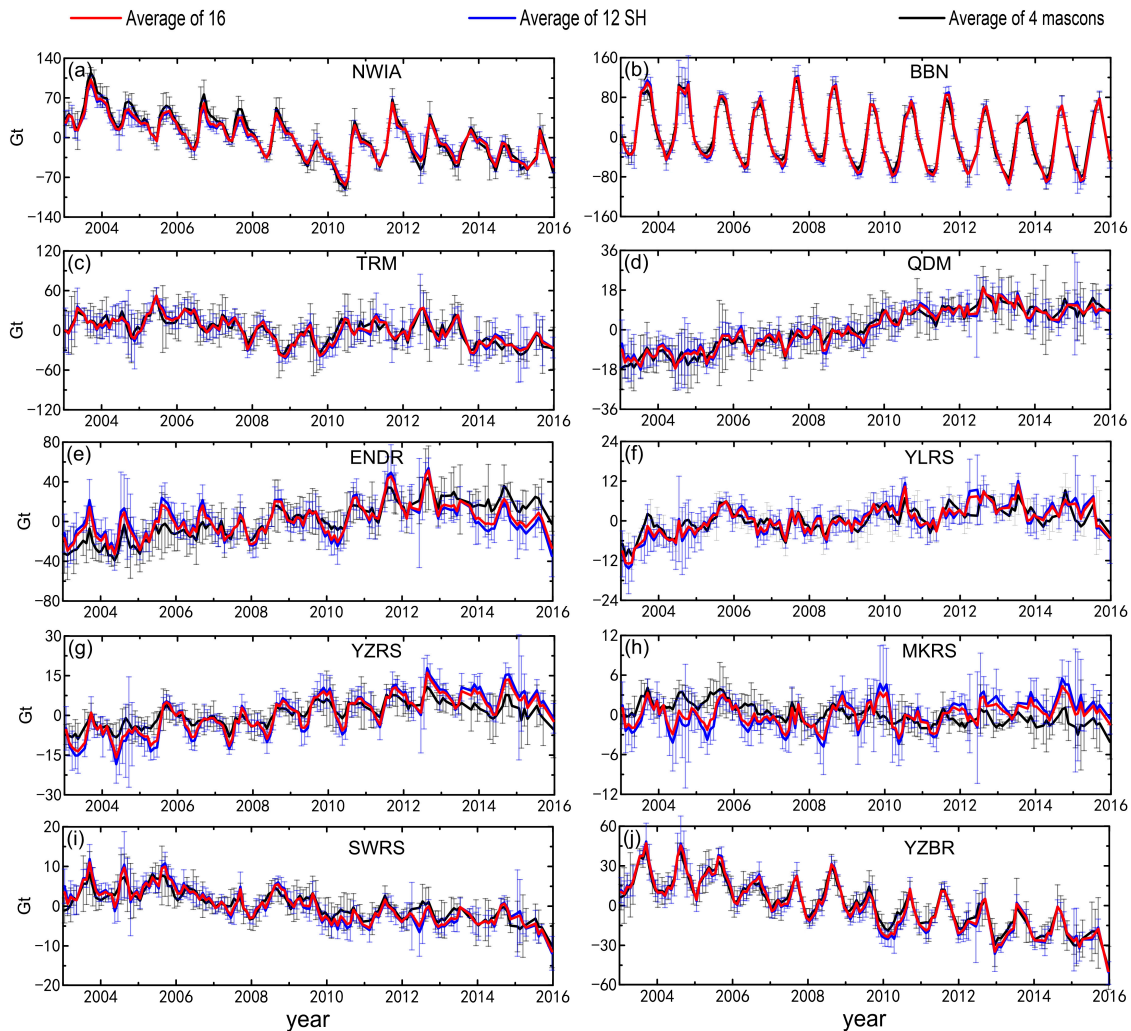 Average of 16 Average of 12 SH Average of 4 mascons
(a) NWIA
140
70
0
−70
−140
Gt
2004 2006 2008 2010 2012 2014 2016
(b) BBN
160
80
0
−80
−160
2004 2006 2008 2010 2012 2014 2016
(c) TRM
120
60
0
−60
−120
2004 2006 2008 2010 2012 2014 2016
(d) QDM
36
18
0
−18
−36
2004 2006 2008 2010 2012 2014 2016
(e) ENDR
80
40
0
−40
−80
Gt
2004 2006 2008 2010 2012 2014 2016
(f) YLRS
24
12
0
−12
−24
2004 2006 2008 2010 2012 2014 2016
(g) YZRS
30
15
0
−15
−30
2004 2006 2008 2010 2012 2014 2016
(h) MKRS
12
6
0
−6
−12
2004 2006 2008 2010 2012 2014 2016
(i) SWRS
20
10
0
−10
−20
Gt
2004 2006 2008 2010 2012 2014 2016
year
(j) YZBR
60
30
0
−30
−60
2004 2006 2008 2010 2012 2014 2016
year